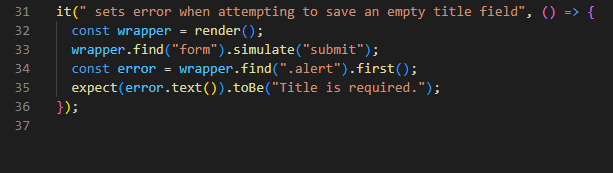 31 it(" sets error when attempting to save an empty title field", () => {
32   const wrapper = render();
33   wrapper.find("form").simulate("submit");
34   const error = wrapper.find(".alert").first();
35   expect(error.text()).toBe("Title is required.");
36 });
37